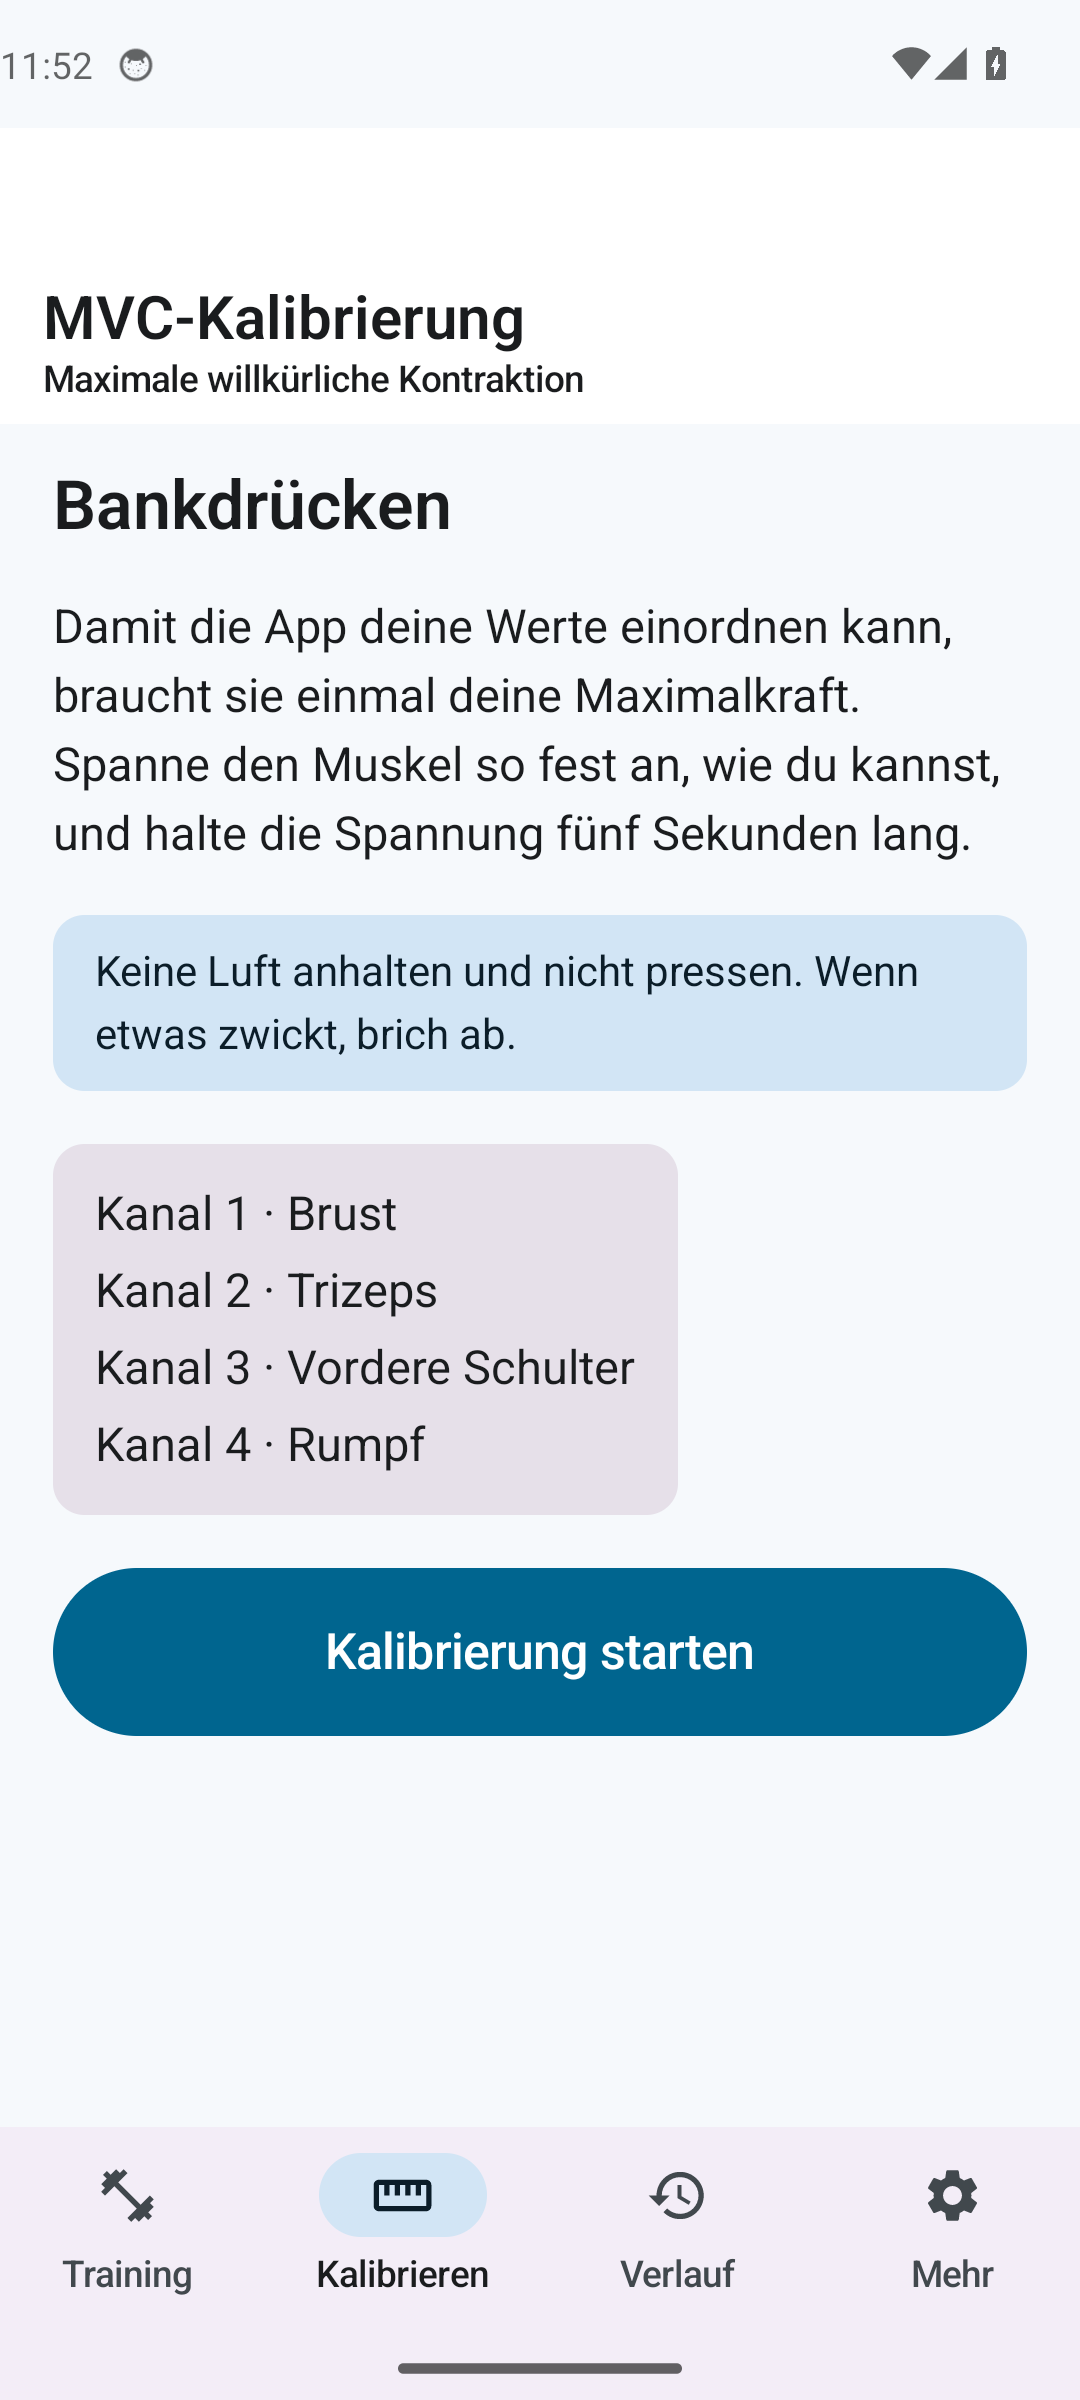 11:52
MVC-Kalibrierung
Maximale willkürliche Kontraktion
Bankdrücken
Damit die App deine Werte einordnen kann,
braucht sie einmal deine Maximalkraft.
Spanne den Muskel so fest an, wie du kannst,
und halte die Spannung fünf Sekunden lang.
Keine Luft anhalten und nicht pressen. Wenn
etwas zwickt, brich ab.
Kanal 1 · Brust
Kanal 2 · Trizeps
Kanal 3 · Vordere Schulter
Kanal 4 · Rumpf
Kalibrierung starten
Training
Kalibrieren
Verlauf
Mehr